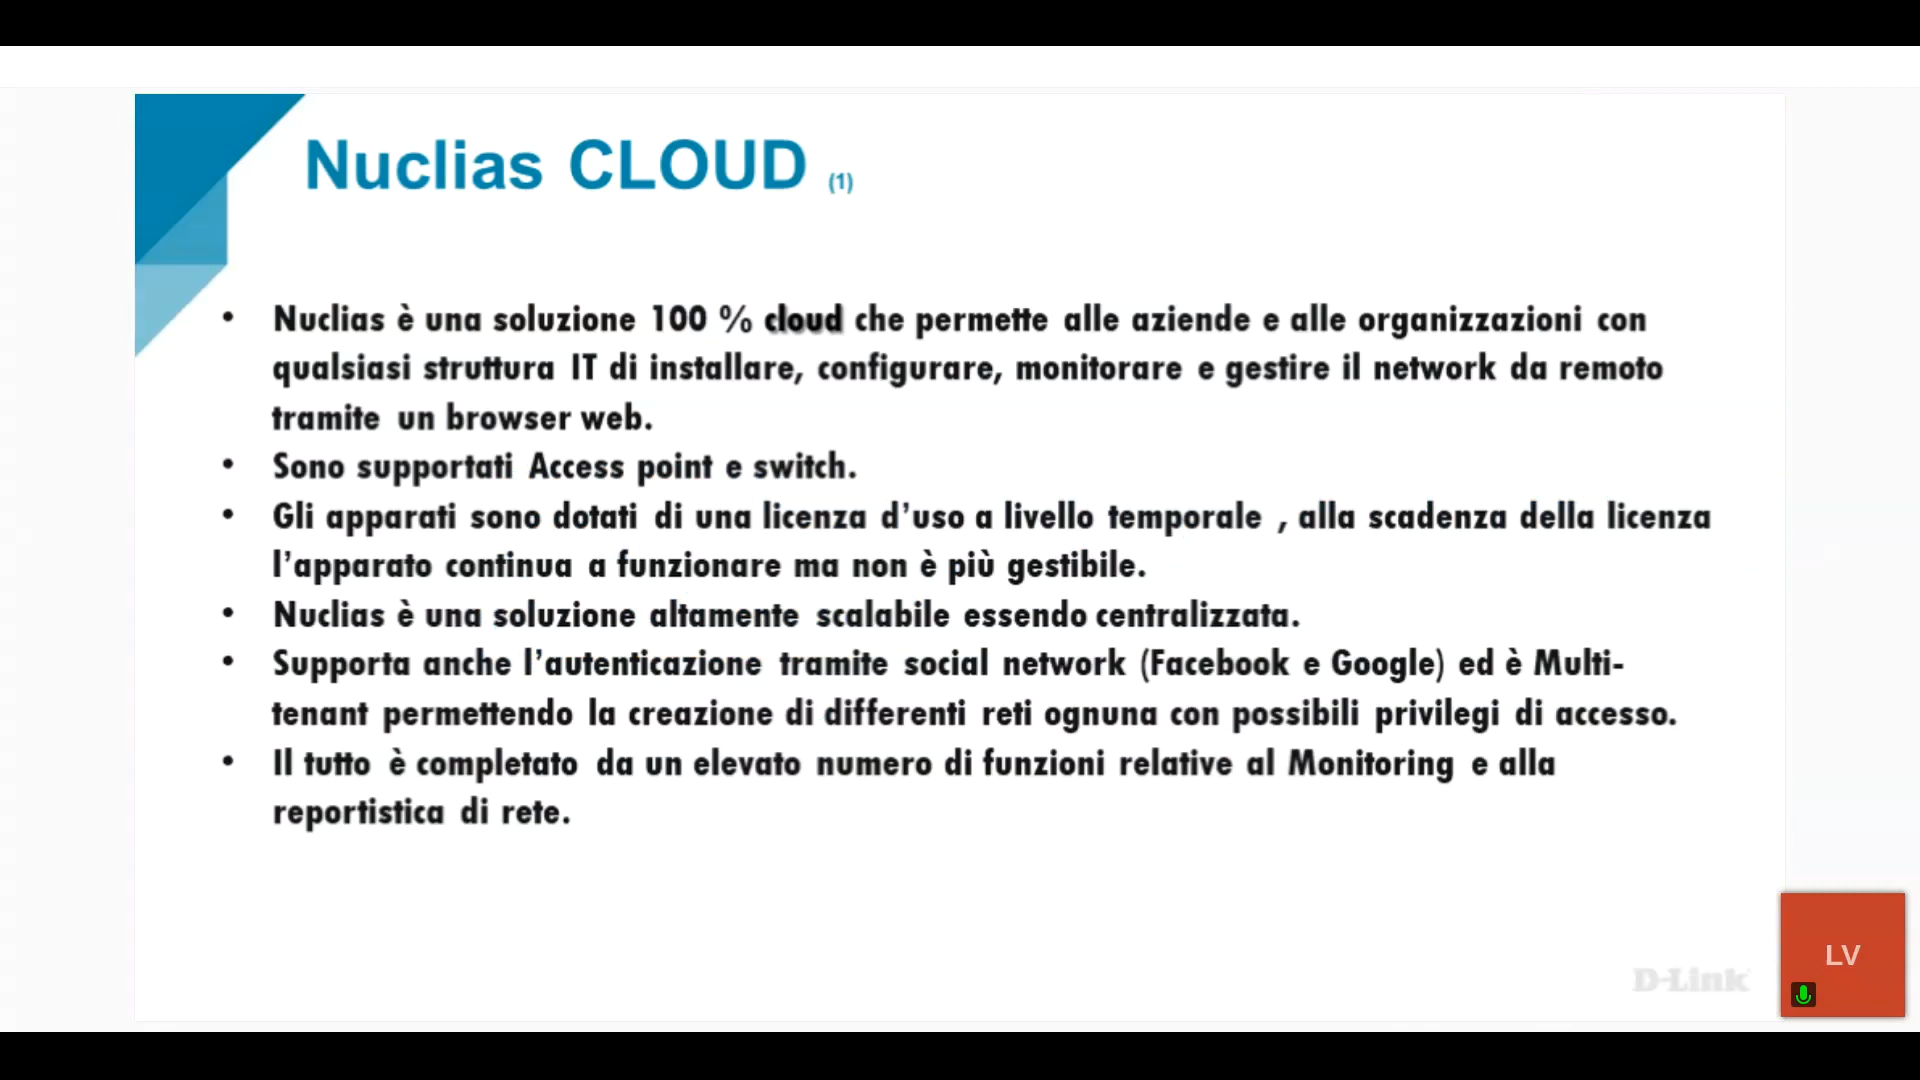 Nuclias CLOUD (1)
• Nuclias è una soluzione 100 % cloud che permette alle aziende e alle organizzazioni con
qualsiasi struttura IT di installare, configurare, monitorare e gestire il network da remoto
tramite un browser web.
• Sono supportati Access point e switch.
• Gli apparati sono dotati di una licenza d’uso a livello temporale , alla scadenza della licenza
l’apparato continua a funzionare ma non è più gestibile.
• Nuclias è una soluzione altamente scalabile essendo centralizzata.
• Supporta anche l’autenticazione tramite social network (Facebook e Google) ed è Multi-
tenant permettendo la creazione di differenti reti ognuna con possibili privilegi di accesso.
• Il tutto è completato da un elevato numero di funzioni relative al Monitoring e alla
reportistica di rete.
D-Link
LV